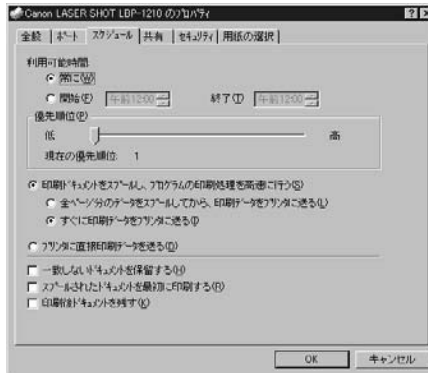 Canon LASER SHOT LBP-1210 のプロパティ
全般 ポート スケジュール 共有 セキュリティ 用紙の選択
利用可能時間
常に(W)
開始(F) 午前12:00 終了(T) 午前12:00
優先順位(P)
低 高
現在の優先順位: 1
印刷ドキュメントをスプールし、プログラムの印刷処理を高速に行う(S)
全ページ分のデータをスプールしてから、印刷データをプリンタに送る(L)
すぐに印刷データをプリンタに送る(I)
プリンタに直接印刷データを送る(D)
一致しないドキュメントを保留する(H)
スプールされたドキュメントを最初に印刷する(R)
印刷後ドキュメントを残す(K)
OK キャンセル